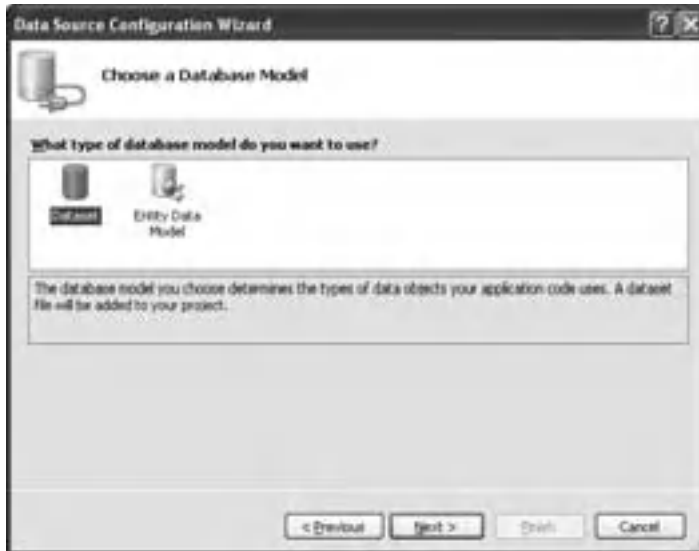 Data Source Configuration Wizard
Choose a Database Model
What type of database model do you want to use?
Dataset
Entity Data
Model
The database model you choose determines the types of data objects your application code uses. A dataset
file will be added to your project.
< Previous
Next >
Finish
Cancel